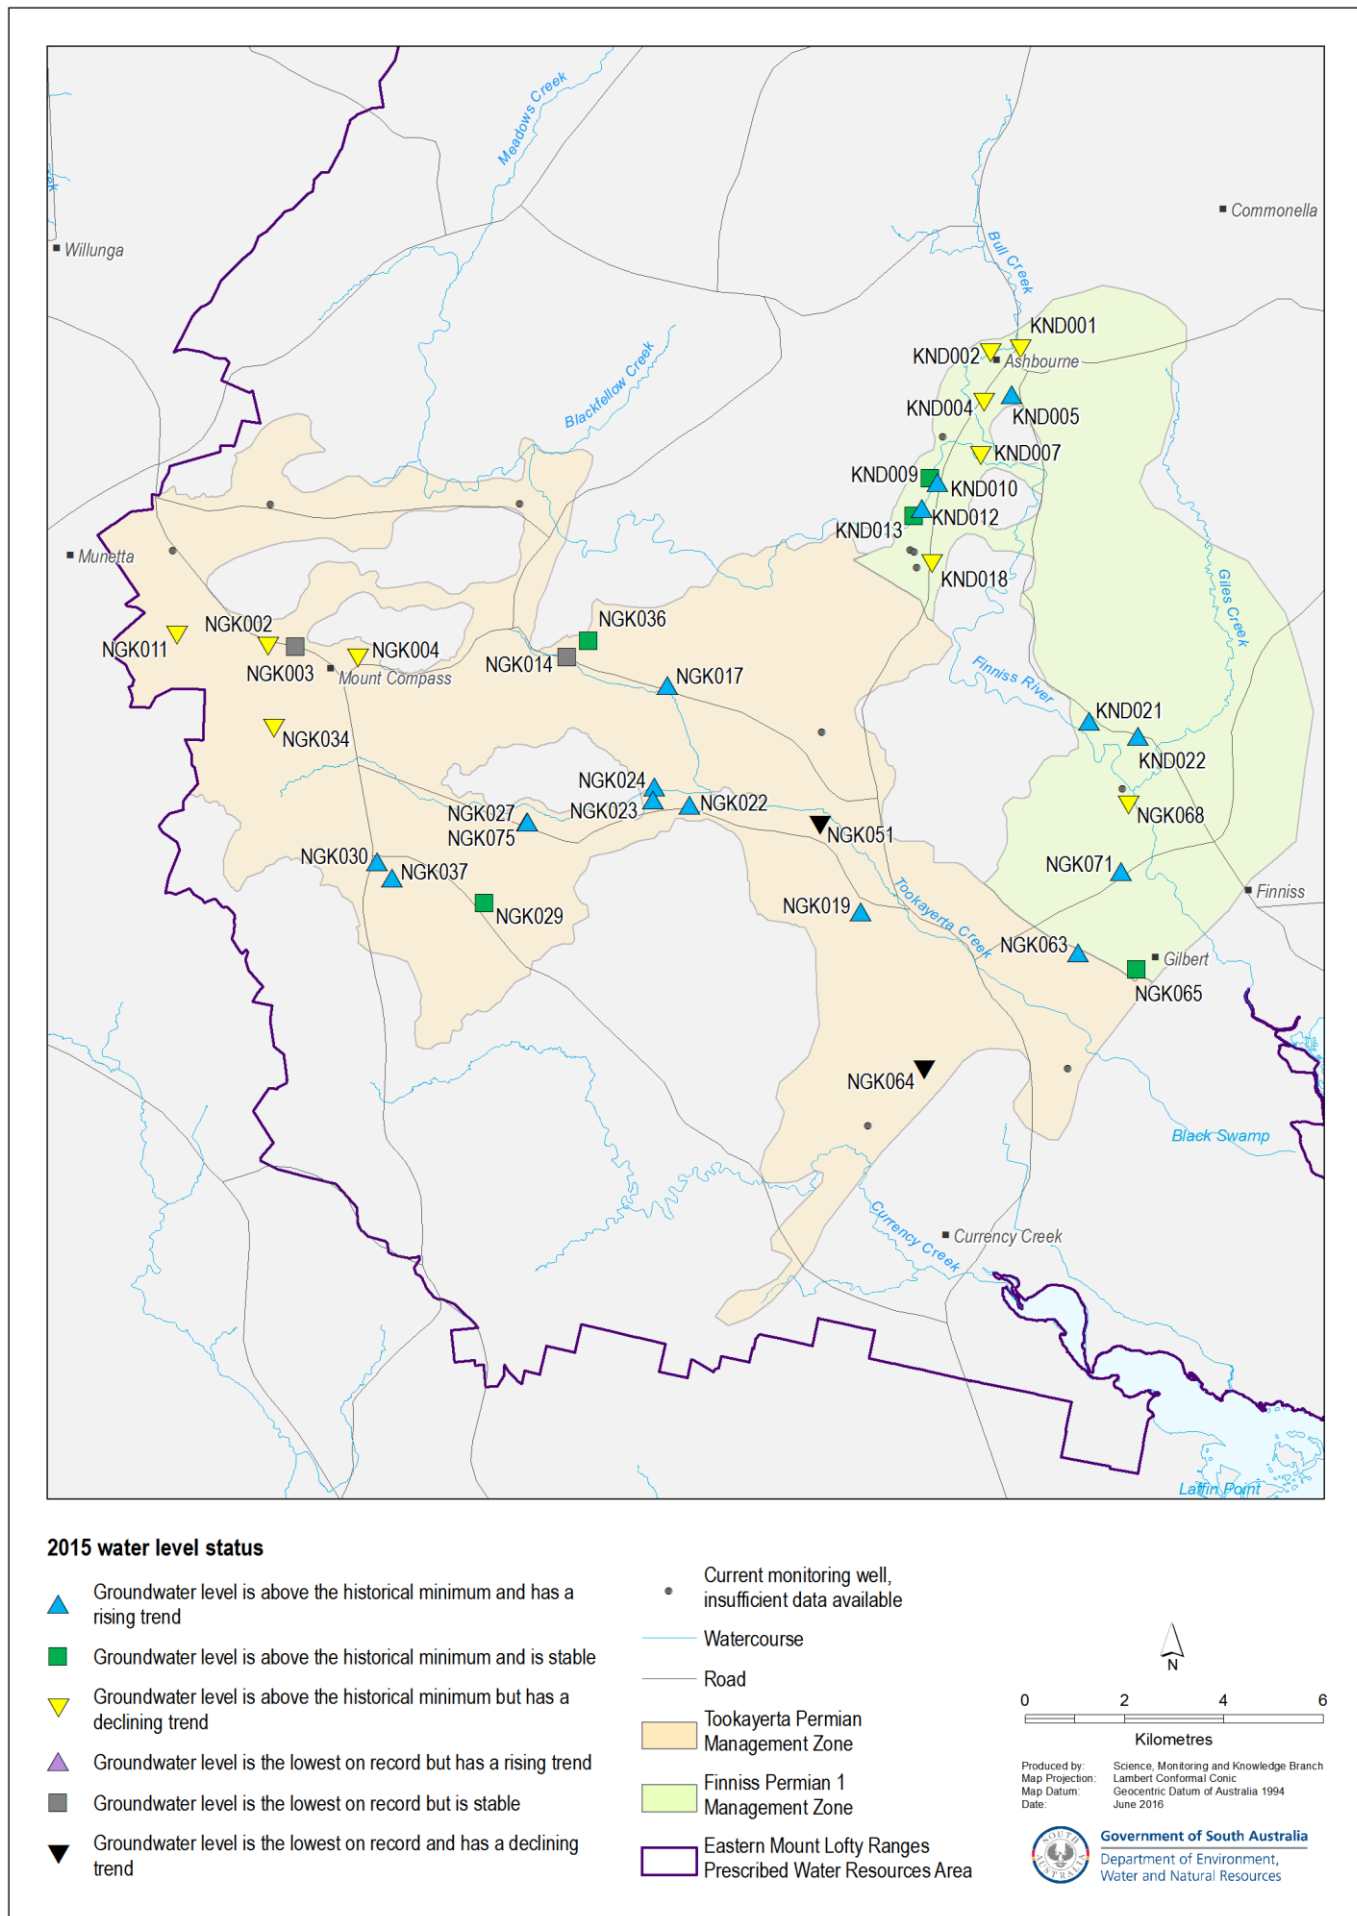 Meadows Creek
Commonella
Willunga
eek
Bull Creek
KND001
KND002
Ashbourne
Blackfellow Creek
KND004
KND005
KND007
KND009
KND010
KND012
KND013
Munetta
KND018
Giles Creek
NGK002
NGK036
NGK011
NGK004
NGK003
NGK014
Mount Compass
Finniss River
NGK017
KND021
NGK034
KND022
NGK024
NGK027
NGK023
NGK022
NGK068
NGK075
NGK051
NGK030
NGK037
NGK071
Finniss
NGK029
NGK019
Tookayerta Creek
NGK063
Gilbert
NGK065
NGK064
Black Swamp
Currency Creek
Currency Creek
Laffin Point
2015 water level status
Groundwater level is above the historical minimum and has a
rising trend
Groundwater level is above the historical minimum and is stable
Groundwater level is above the historical minimum but has a
declining trend
Groundwater level is the lowest on record but has a rising trend
Groundwater level is the lowest on record but is stable
Groundwater level is the lowest on record and has a declining
trend
Current monitoring well,
insufficient data available
Watercourse
Road
Tookayerta Permian
Management Zone
Finniss Permian 1
Management Zone
Eastern Mount Lofty Ranges
Prescribed Water Resources Area
N
0 2 4 6
Kilometres
Produced by: Science, Monitoring and Knowledge Branch
Map Projection: Lambert Conformal Conic
Map Datum: Geocentric Datum of Australia 1994
Date: June 2016
SOUTH AUSTRALIA
Government of South Australia
Department of Environment,
Water and Natural Resources